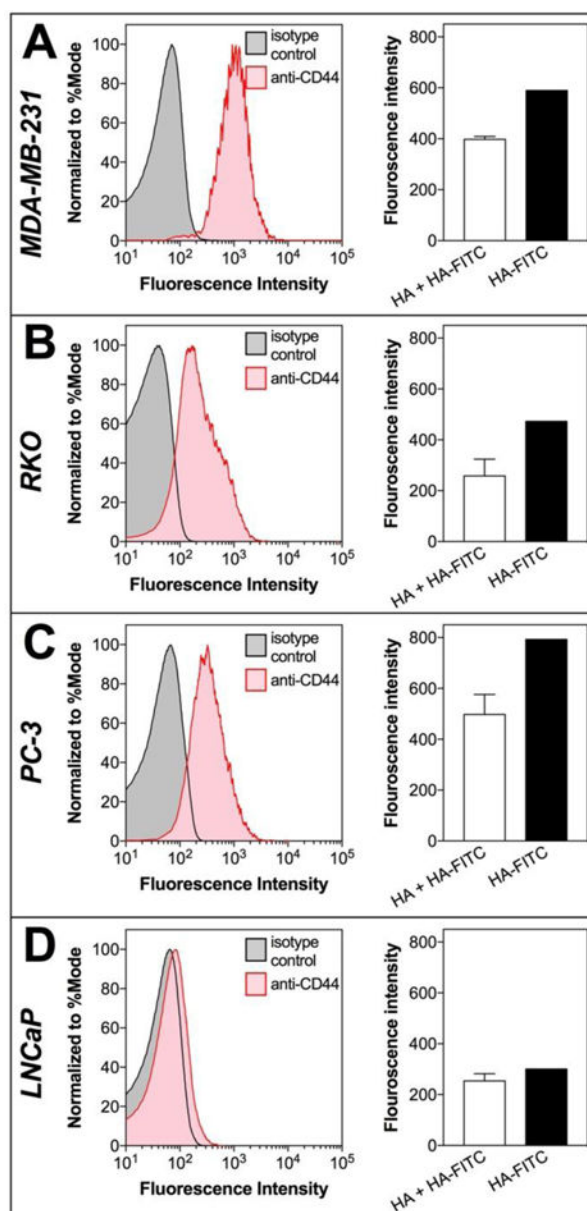 A
MDA-MB-231
Normalized to %Mode
100
80
60
40
20
0
101 102 103 104 105
Fluorescence Intensity
isotype
control
anti-CD44
Flouroscence intensity
800
600
400
200
0
HA + HA-FITC
HA-FITC
B
RKO
Normalized to %Mode
100
80
60
40
20
0
101 102 103 104 105
Fluorescence Intensity
isotype
control
anti-CD44
Flouroscence intensity
800
600
400
200
0
HA + HA-FITC
HA-FITC
C
PC-3
Normalized to %Mode
100
80
60
40
20
0
101 102 103 104 105
Fluorescence Intensity
isotype
control
anti-CD44
Flouroscence intensity
800
600
400
200
0
HA + HA-FITC
HA-FITC
D
LNCaP
Normalized to %Mode
100
80
60
40
20
0
101 102 103 104 105
Fluorescence Intensity
isotype
control
anti-CD44
Flouroscence intensity
800
600
400
200
0
HA + HA-FITC
HA-FITC